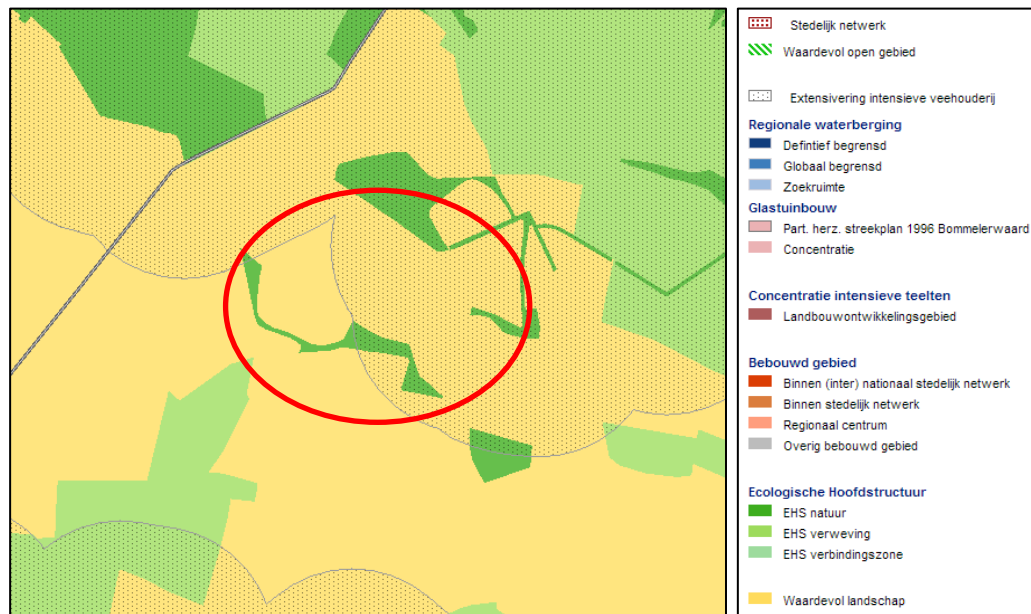 Stedelijk netwerk
Waardevol open gebied
Extensivering intensieve veehouderij
Regionale waterberging
Defintief begrensd
Globaal begrensd
Zoekruimte
Glastuinbouw
Part. herz. streekplan 1996 Bommelerwaard
Concentratie
Concentratie intensieve teelten
Landbouwontwikkelingsgebied
Bebouwd gebied
Binnen (inter) nationaal stedelijk netwerk
Binnen stedelijk netwerk
Regionaal centrum
Overig bebouwd gebied
Ecologische Hoofdstructuur
EHS natuur
EHS verweving
EHS verbindingszone
Waardevol landschap